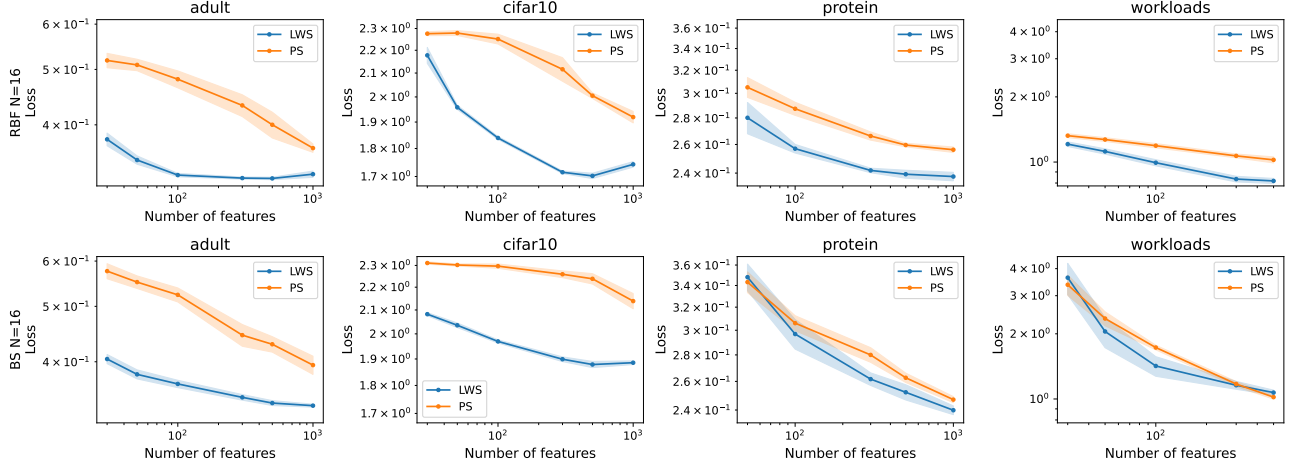 adult
cifar10
protein
workloads
RBF N=16
Loss
6 × 10⁻¹
5 × 10⁻¹
4 × 10⁻¹
LWS
PS
10²
10³
Number of features
Loss
2.3 × 10⁰
2.2 × 10⁰
2.1 × 10⁰
2 × 10⁰
1.9 × 10⁰
1.8 × 10⁰
1.7 × 10⁰
LWS
PS
10²
10³
Number of features
Loss
3.6 × 10⁻¹
3.4 × 10⁻¹
3.2 × 10⁻¹
3 × 10⁻¹
2.8 × 10⁻¹
2.6 × 10⁻¹
2.4 × 10⁻¹
LWS
PS
10²
10³
Number of features
Loss
4 × 10⁰
3 × 10⁰
2 × 10⁰
10⁰
LWS
PS
10²
Number of features
adult
cifar10
protein
workloads
BS N=16
Loss
6 × 10⁻¹
5 × 10⁻¹
4 × 10⁻¹
LWS
PS
10²
10³
Number of features
Loss
2.3 × 10⁰
2.2 × 10⁰
2.1 × 10⁰
2 × 10⁰
1.9 × 10⁰
1.8 × 10⁰
1.7 × 10⁰
LWS
PS
10²
10³
Number of features
Loss
3.6 × 10⁻¹
3.4 × 10⁻¹
3.2 × 10⁻¹
3 × 10⁻¹
2.8 × 10⁻¹
2.6 × 10⁻¹
2.4 × 10⁻¹
LWS
PS
10²
10³
Number of features
Loss
4 × 10⁰
3 × 10⁰
2 × 10⁰
10⁰
LWS
PS
10²
Number of features